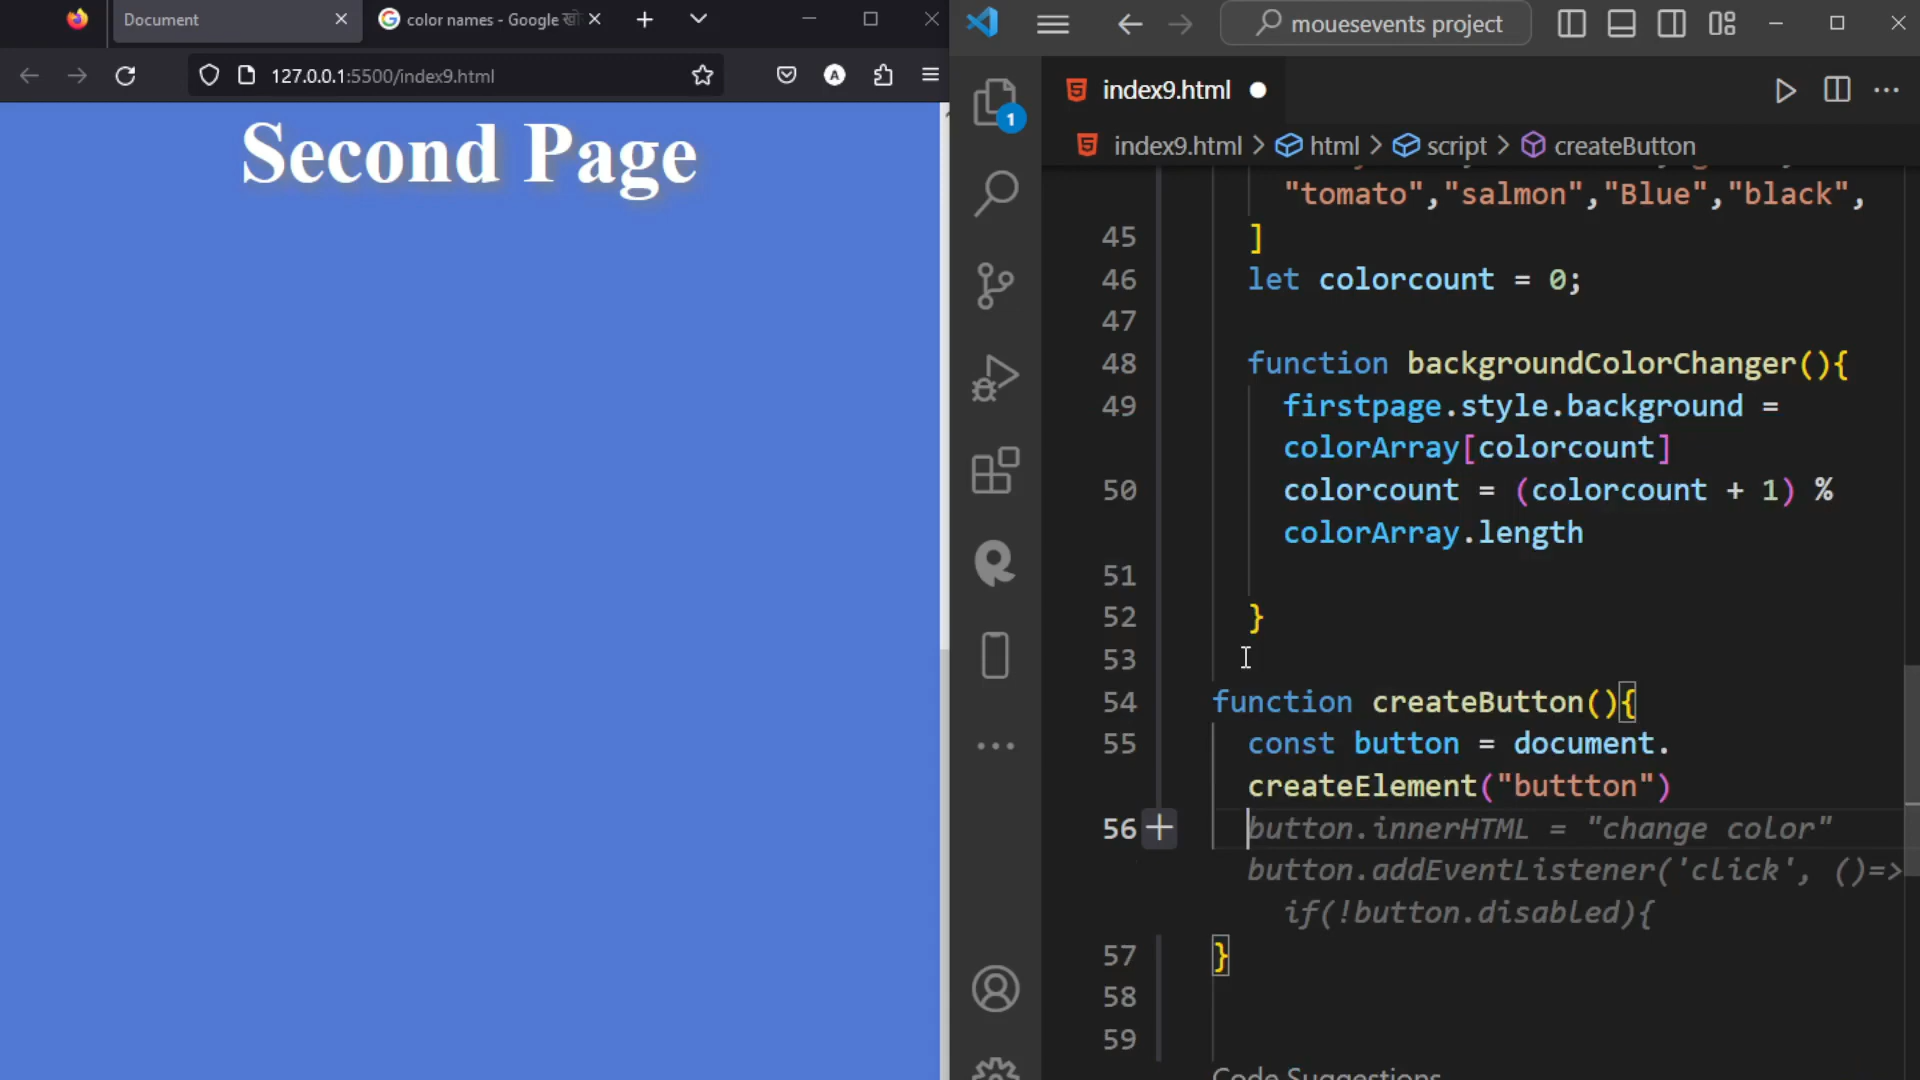 Document
color names - Google खो
127.0.0.1:5500/index9.html
A
Second Page
mouesevents project
1
index9.html
index9.html > html > script > createButton
"tomato","salmon","Blue","black",
45 ]
46 let colorcount = 0;
47
48 function backgroundColorChanger(){
49 firstpage.style.background =
colorArray[colorcount]
50 colorcount = (colorcount + 1) %
colorArray.length
51
52 }
53
54 function createButton(){
55 const button = document.
createElement("buttton")
56 button.innerHTML = "change color"
button.addEventListener('click', ()=>
if(!button.disabled){
57 }
58
59
Code Suggestions